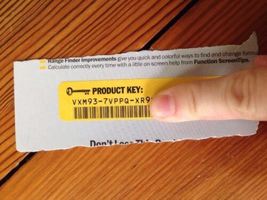 Range Finder Improvements give you quick and colorful ways to find and change form
Calculate correctly every time with a little on screen help from Function ScreenTips.
PRODUCT KEY:
VXM93-7VPPQ-XR9
Don't Lose This